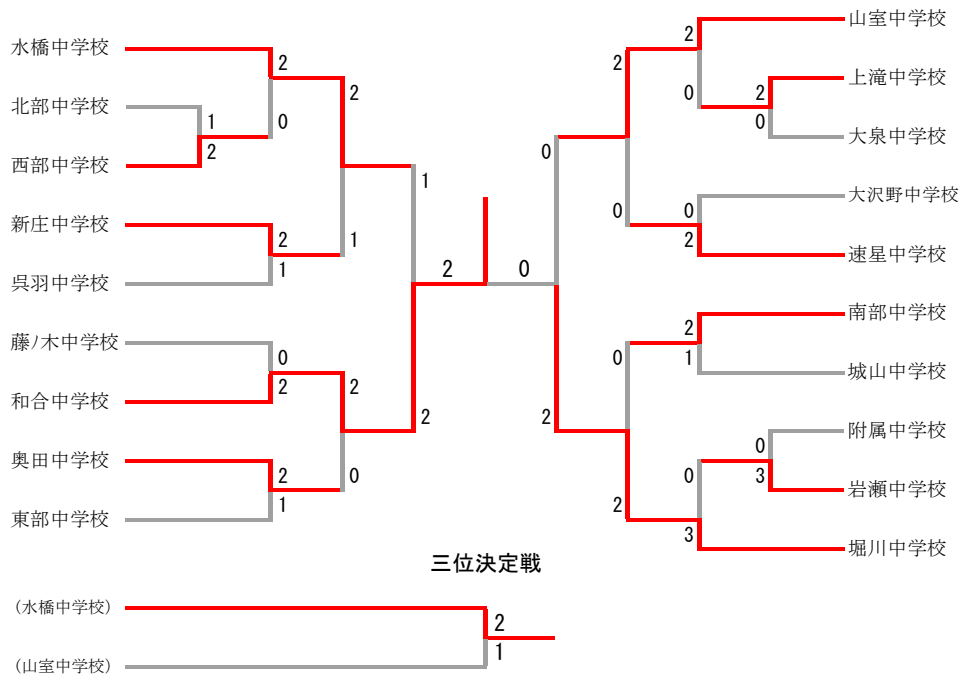 水橋中学校
2
北部中学校
1
0
2
西部中学校
2
新庄中学校
2
1
呉羽中学校
1
1
藤ノ木中学校
0
和合中学校
2
2
奥田中学校
2
0
東部中学校
1
2
2
0
山室中学校
2
2
上滝中学校
0
2
大泉中学校
0
0
大沢野中学校
0
0
速星中学校
2
南部中学校
2
城山中学校
1
0
附属中学校
0
2
岩瀬中学校
0
3
2
堀川中学校
3
三位決定戦
(水橋中学校)
2
(山室中学校)
1